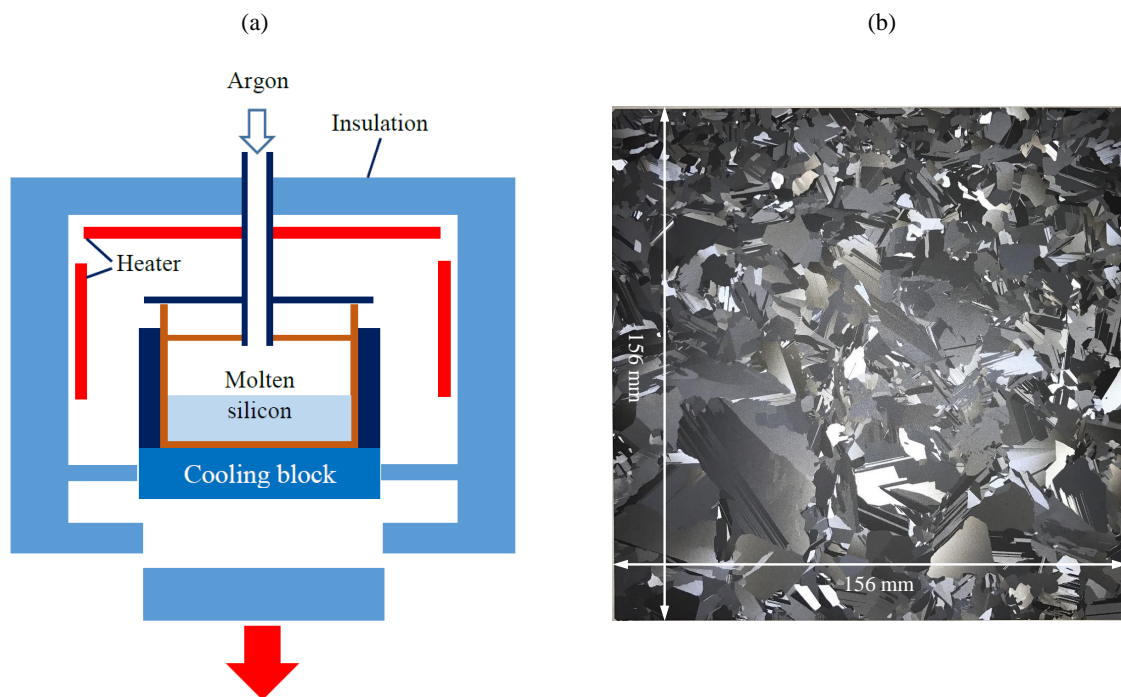 (a)
(b)
Argon
Insulation
Heater
Molten
silicon
Cooling block
156 mm
156 mm